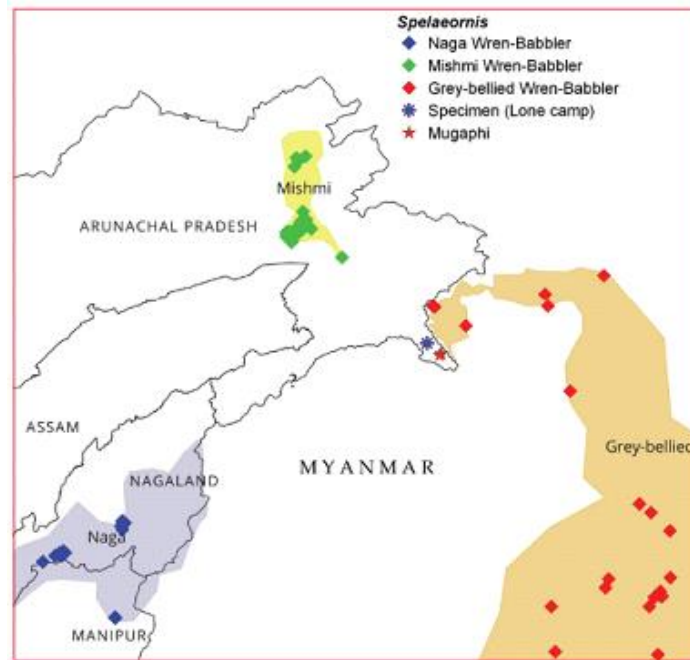 Spelaeornis
Naga Wren-Babbler
Mishmi Wren-Babbler
Grey-bellied Wren-Babbler
Specimen (Lone camp)
Mugaphi
Mishmi
ARUNACHAL PRADESH
ASSAM
Grey-bellied
MYANMAR
NAGALAND
Naga
MANIPUR